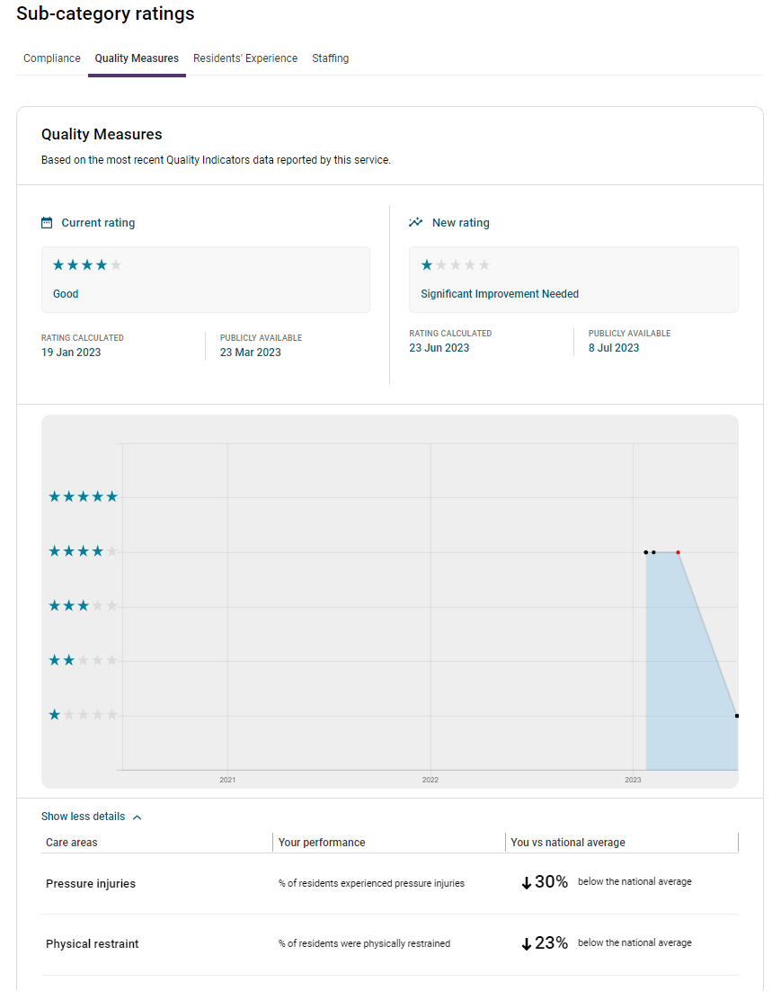 Sub-category ratings
Compliance Quality Measures Residents' Experience Staffing
Quality Measures
Based on the most recent Quality Indicators data reported by this service.
Current rating
Good
RATING CALCULATED PUBLICLY AVAILABLE
19 Jan 2023 23 Mar 2023
New rating
Significant Improvement Needed
RATING CALCULATED PUBLICLY AVAILABLE
23 Jun 2023 8 Jul 2023
2021 2022 2023
Show less details
Care areas Your performance You vs national average
Pressure injuries % of residents experienced pressure injuries 30% below the national average
Physical restraint % of residents were physically restrained 23% below the national average